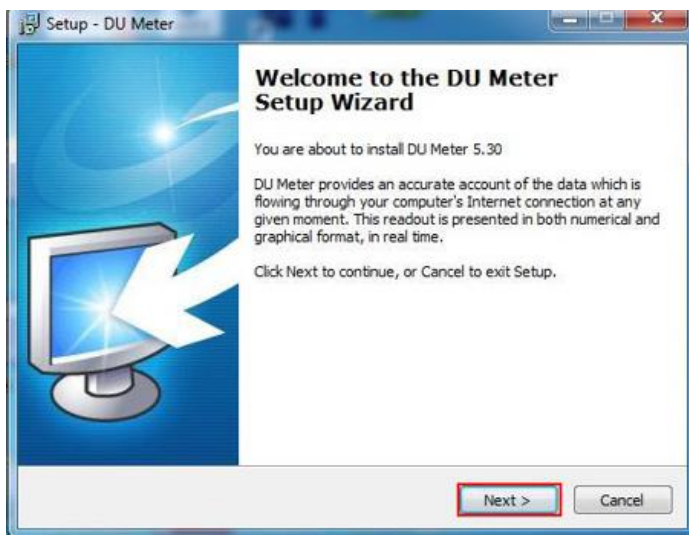 Setup - DU Meter
Welcome to the DU Meter
Setup Wizard
You are about to install DU Meter 5.30
DU Meter provides an accurate account of the data which is
flowing through your computer's Internet connection at any
given moment. This readout is presented in both numerical and
graphical format, in real time.
Click Next to continue, or Cancel to exit Setup.
Next >
Cancel